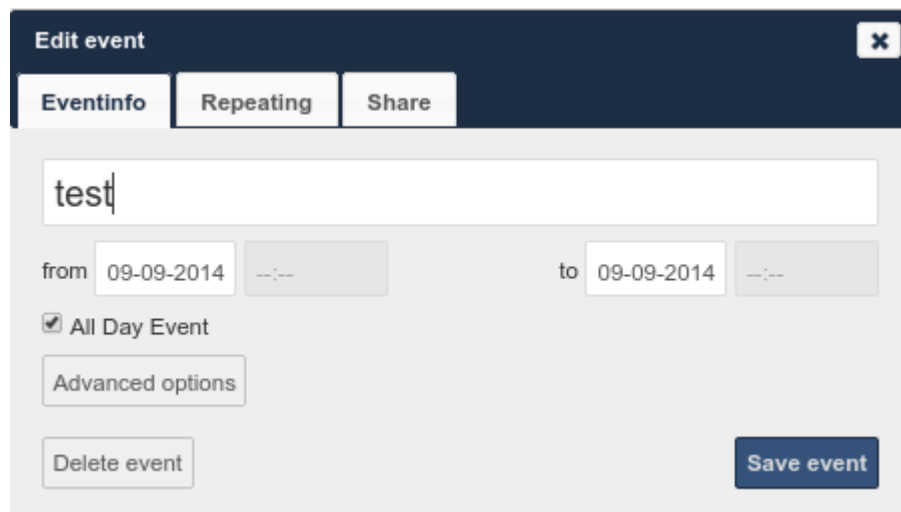 Edit event
Eventinfo Repeating Share
test
from 09-09-2014 --:-- to 09-09-2014 --:--
All Day Event
Advanced options
Delete event Save event